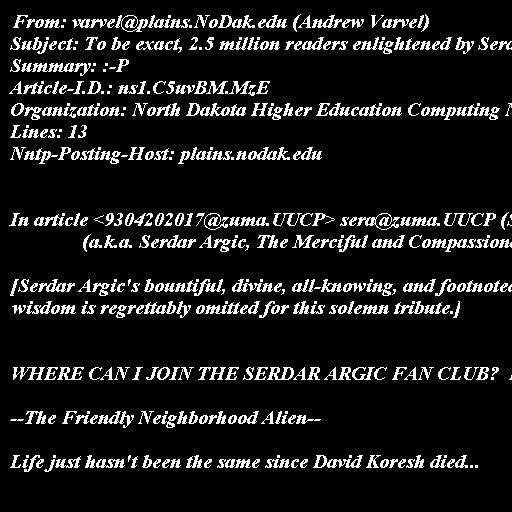 From: varvel@plains.NoDak.edu (Andrew Varvel)
Subject: To be exact, 2.5 million readers enlightened by
Summary: :-P
Article-I.D.: ns1.C5uvBM.MzE
Organization: North Dakota Higher Education Computing
Lines: 13
Nntp-Posting-Host: plains.nodak.edu
In article <9304202017@zuma.UUCP> sera@zuma.UUCP
(a.k.a. Serdar Argic, The Merciful and
[Serdar Argic's bountiful, divine, all-knowing, and footnoted
wisdom is regrettably omitted for this solemn tribute.]
WHERE CAN I JOIN THE SERDAR ARGIC FAN CLUB?
--The Friendly Neighborhood Alien--
Life just hasn't been the same since David Koresh died...